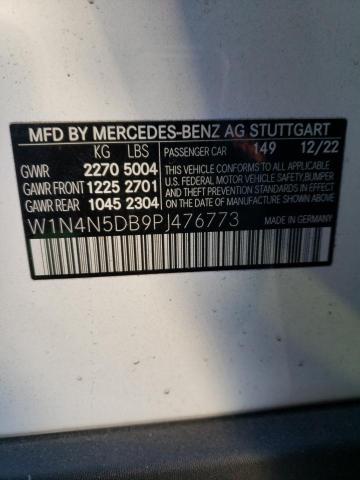 MFD BY MERCEDES-BENZ AG STUTTGART
KG LBS PASSENGER CAR 149 12/22
GVWR 2270 5004 THIS VEHICLE CONFORMS TO ALL APPLICABLE
GAWR FRONT 1225 2701 U.S. FEDERAL MOTOR VEHICLE SAFETY, BUMPER,
GAWR REAR 1045 2304 AND THEFT PREVENTION STANDARDS IN EFFECT
ON THE DATE OF MANUFACTURE SHOWN ABOVE.
W1N4N5DB9PJ476773 MADE IN GERMANY